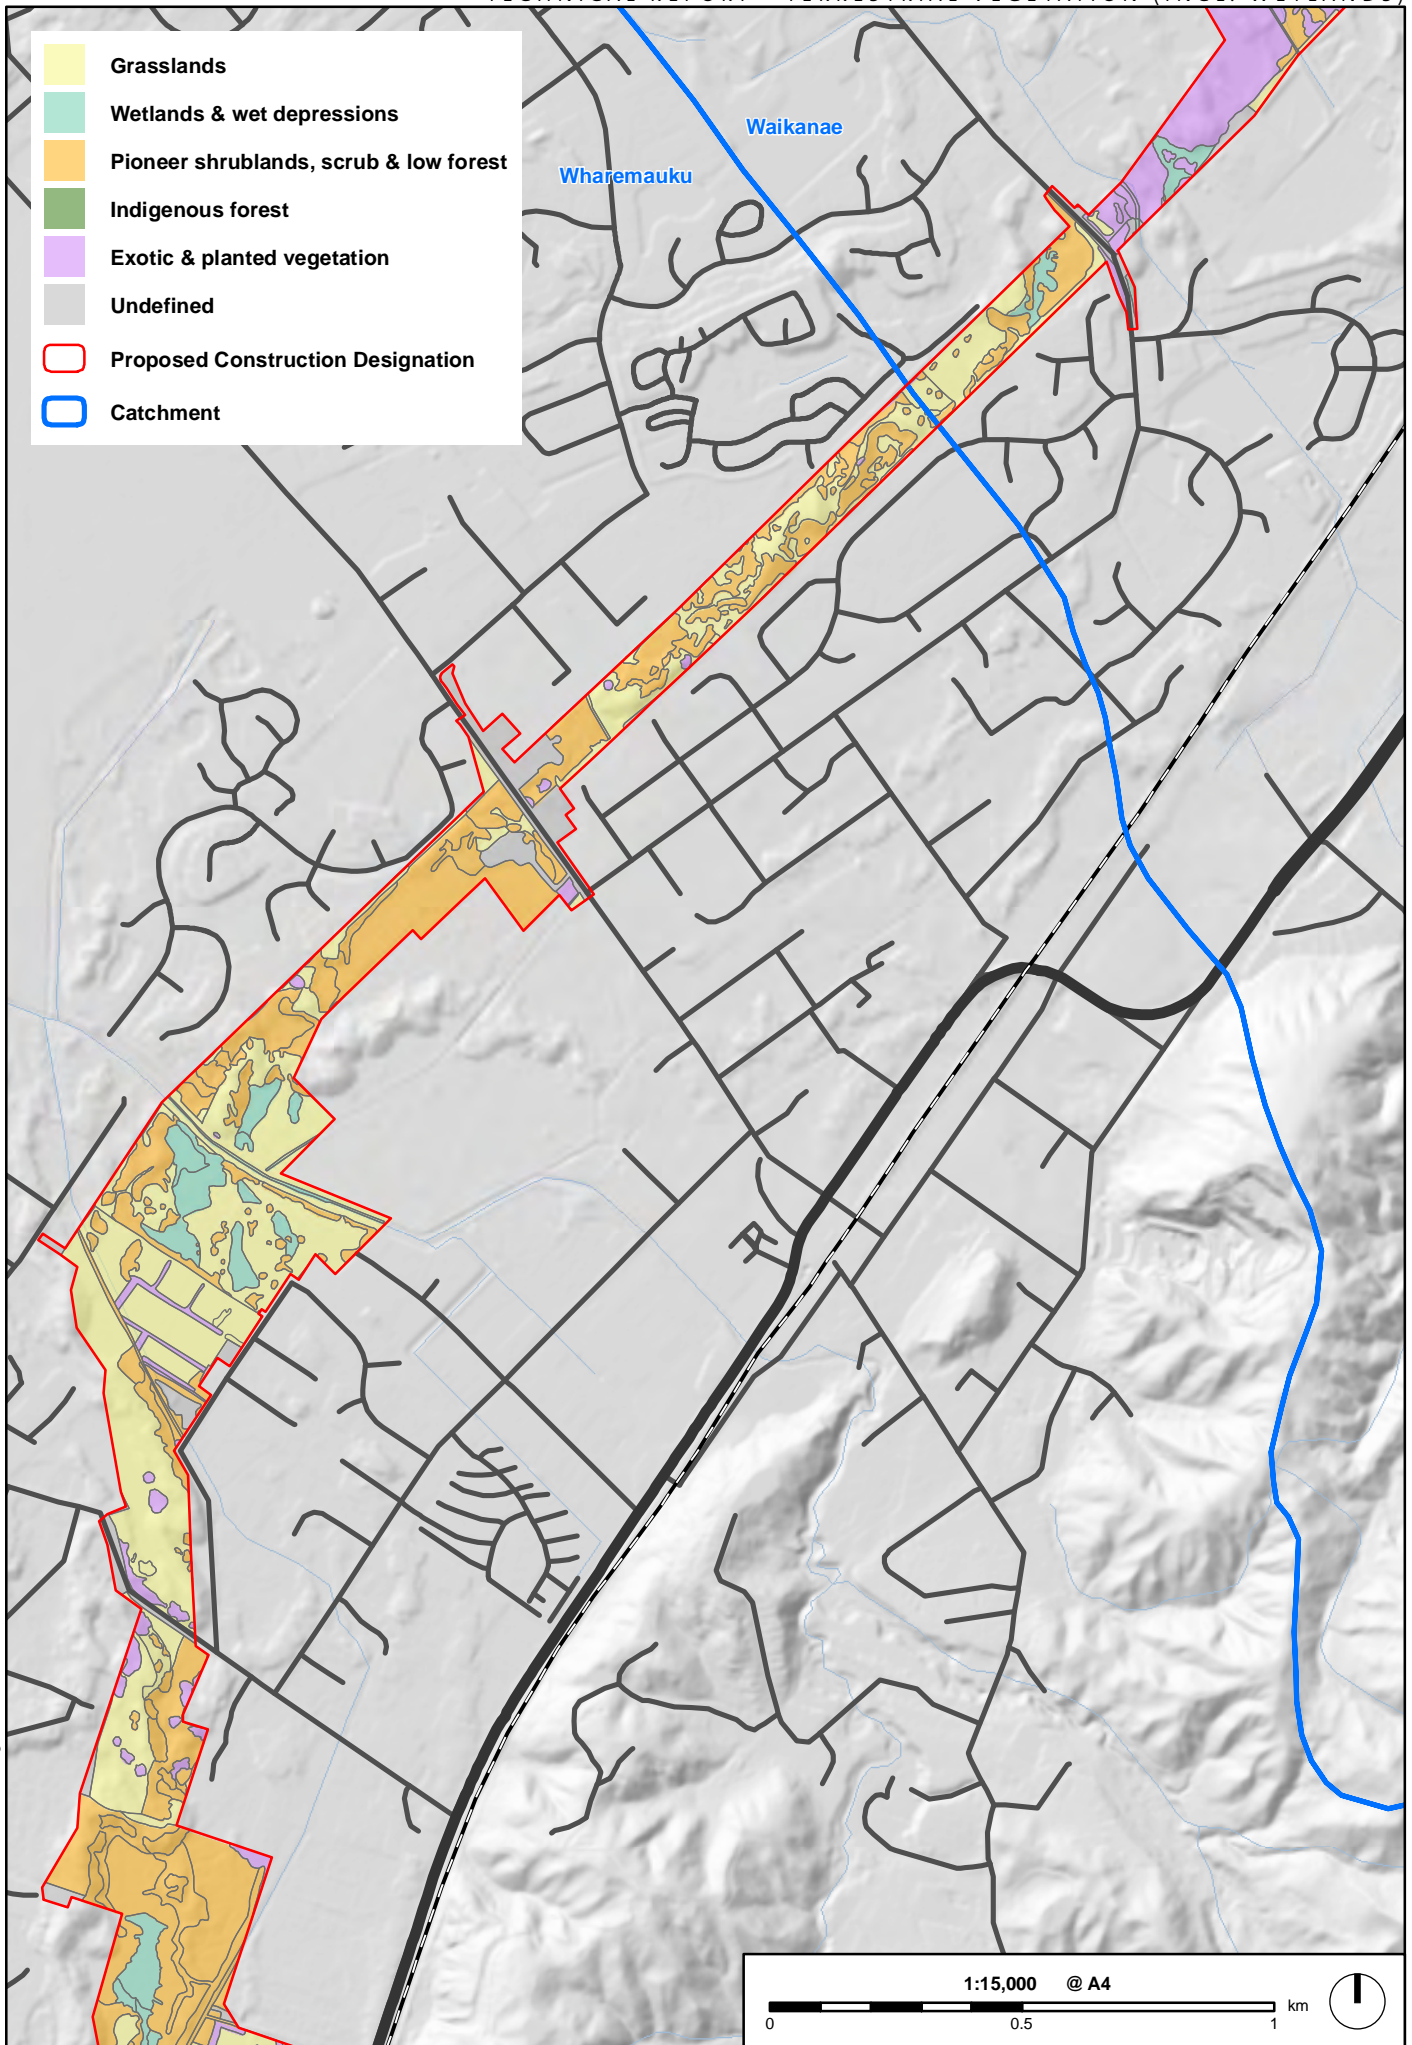 Grasslands
Wetlands & wet depressions
Pioneer shrublands, scrub & low forest
Indigenous forest
Exotic & planted vegetation
Undefined
Proposed Construction Designation
Catchment
Waikanae
Wharemauku
1:15,000 @ A4
km
0 0.5 1